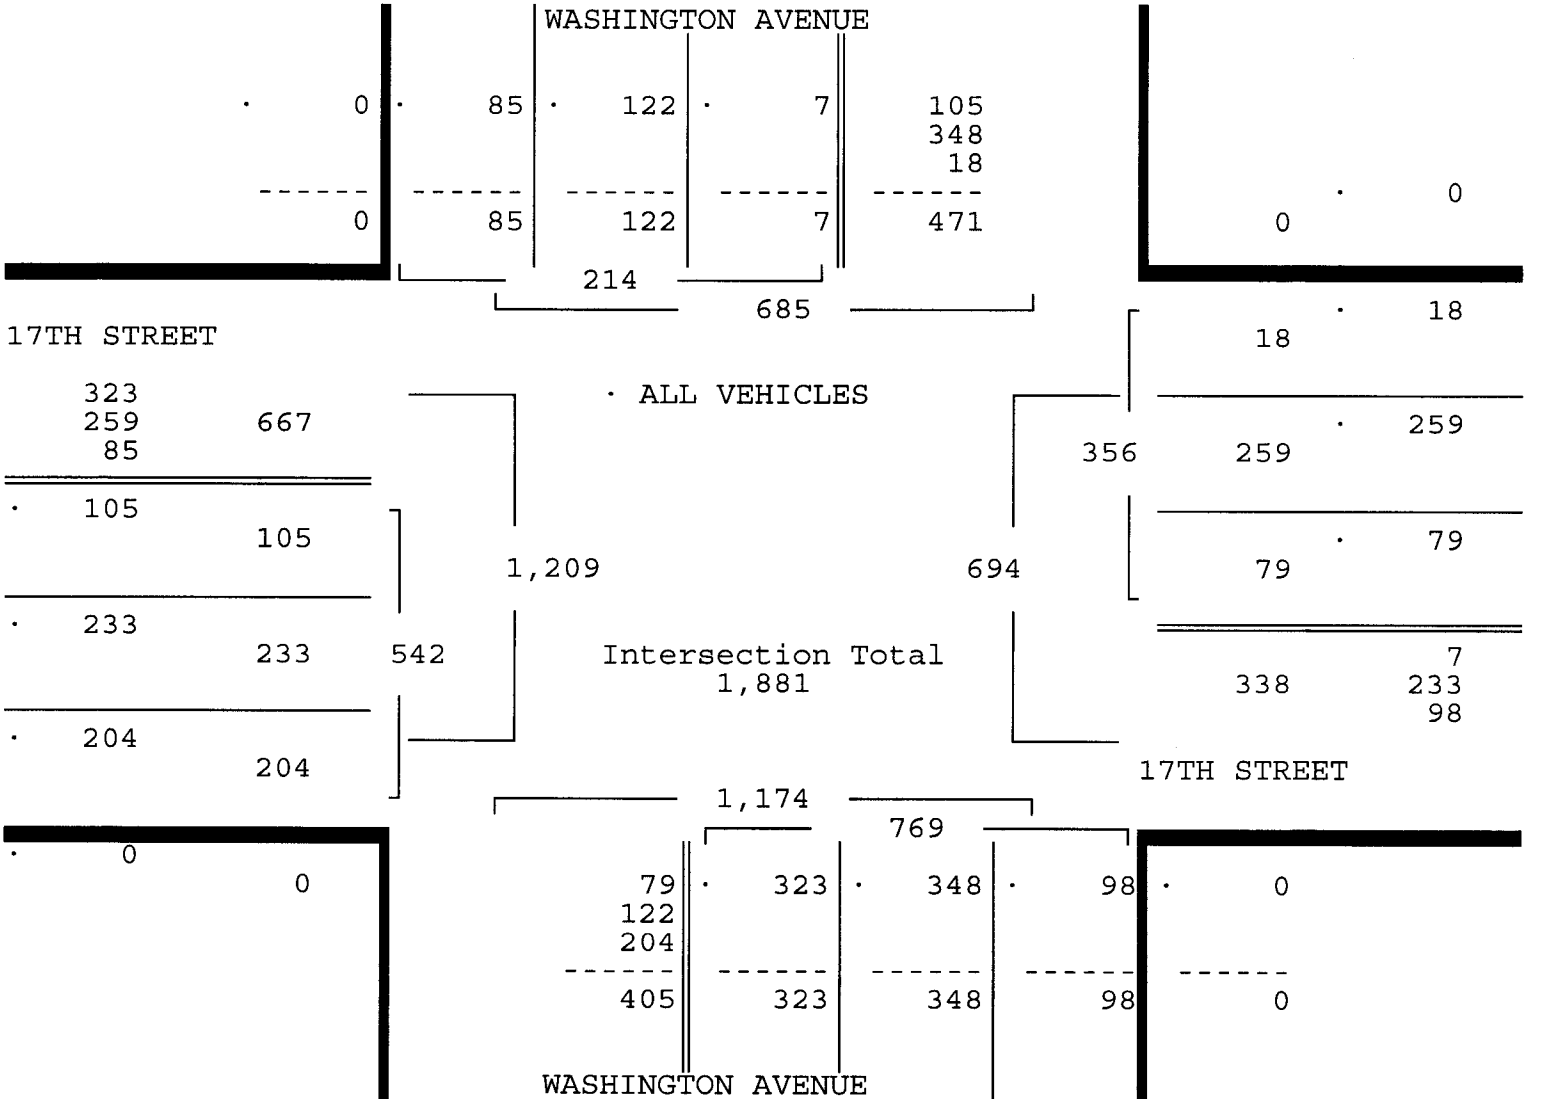 WASHINGTON AVENUE
· 0 · 85 · 122 · 7 105
348
18
------ ------ ------ ------ ------
· 0
0 85 122 7 471 0
214
685
· 18
17TH STREET
18
323 · ALL VEHICLES
259 667 · 259
85 356 259
· 105
105 · 79
1,209 694 79
· 233
233 542 Intersection Total 7
1,881 338 233
98
· 204
204 17TH STREET
1,174
769
· 0
0 79 · 323 · 348 · 98 · 0
122
204
------ ------ ------ ------ ------
405 323 348 98 0
WASHINGTON AVENUE